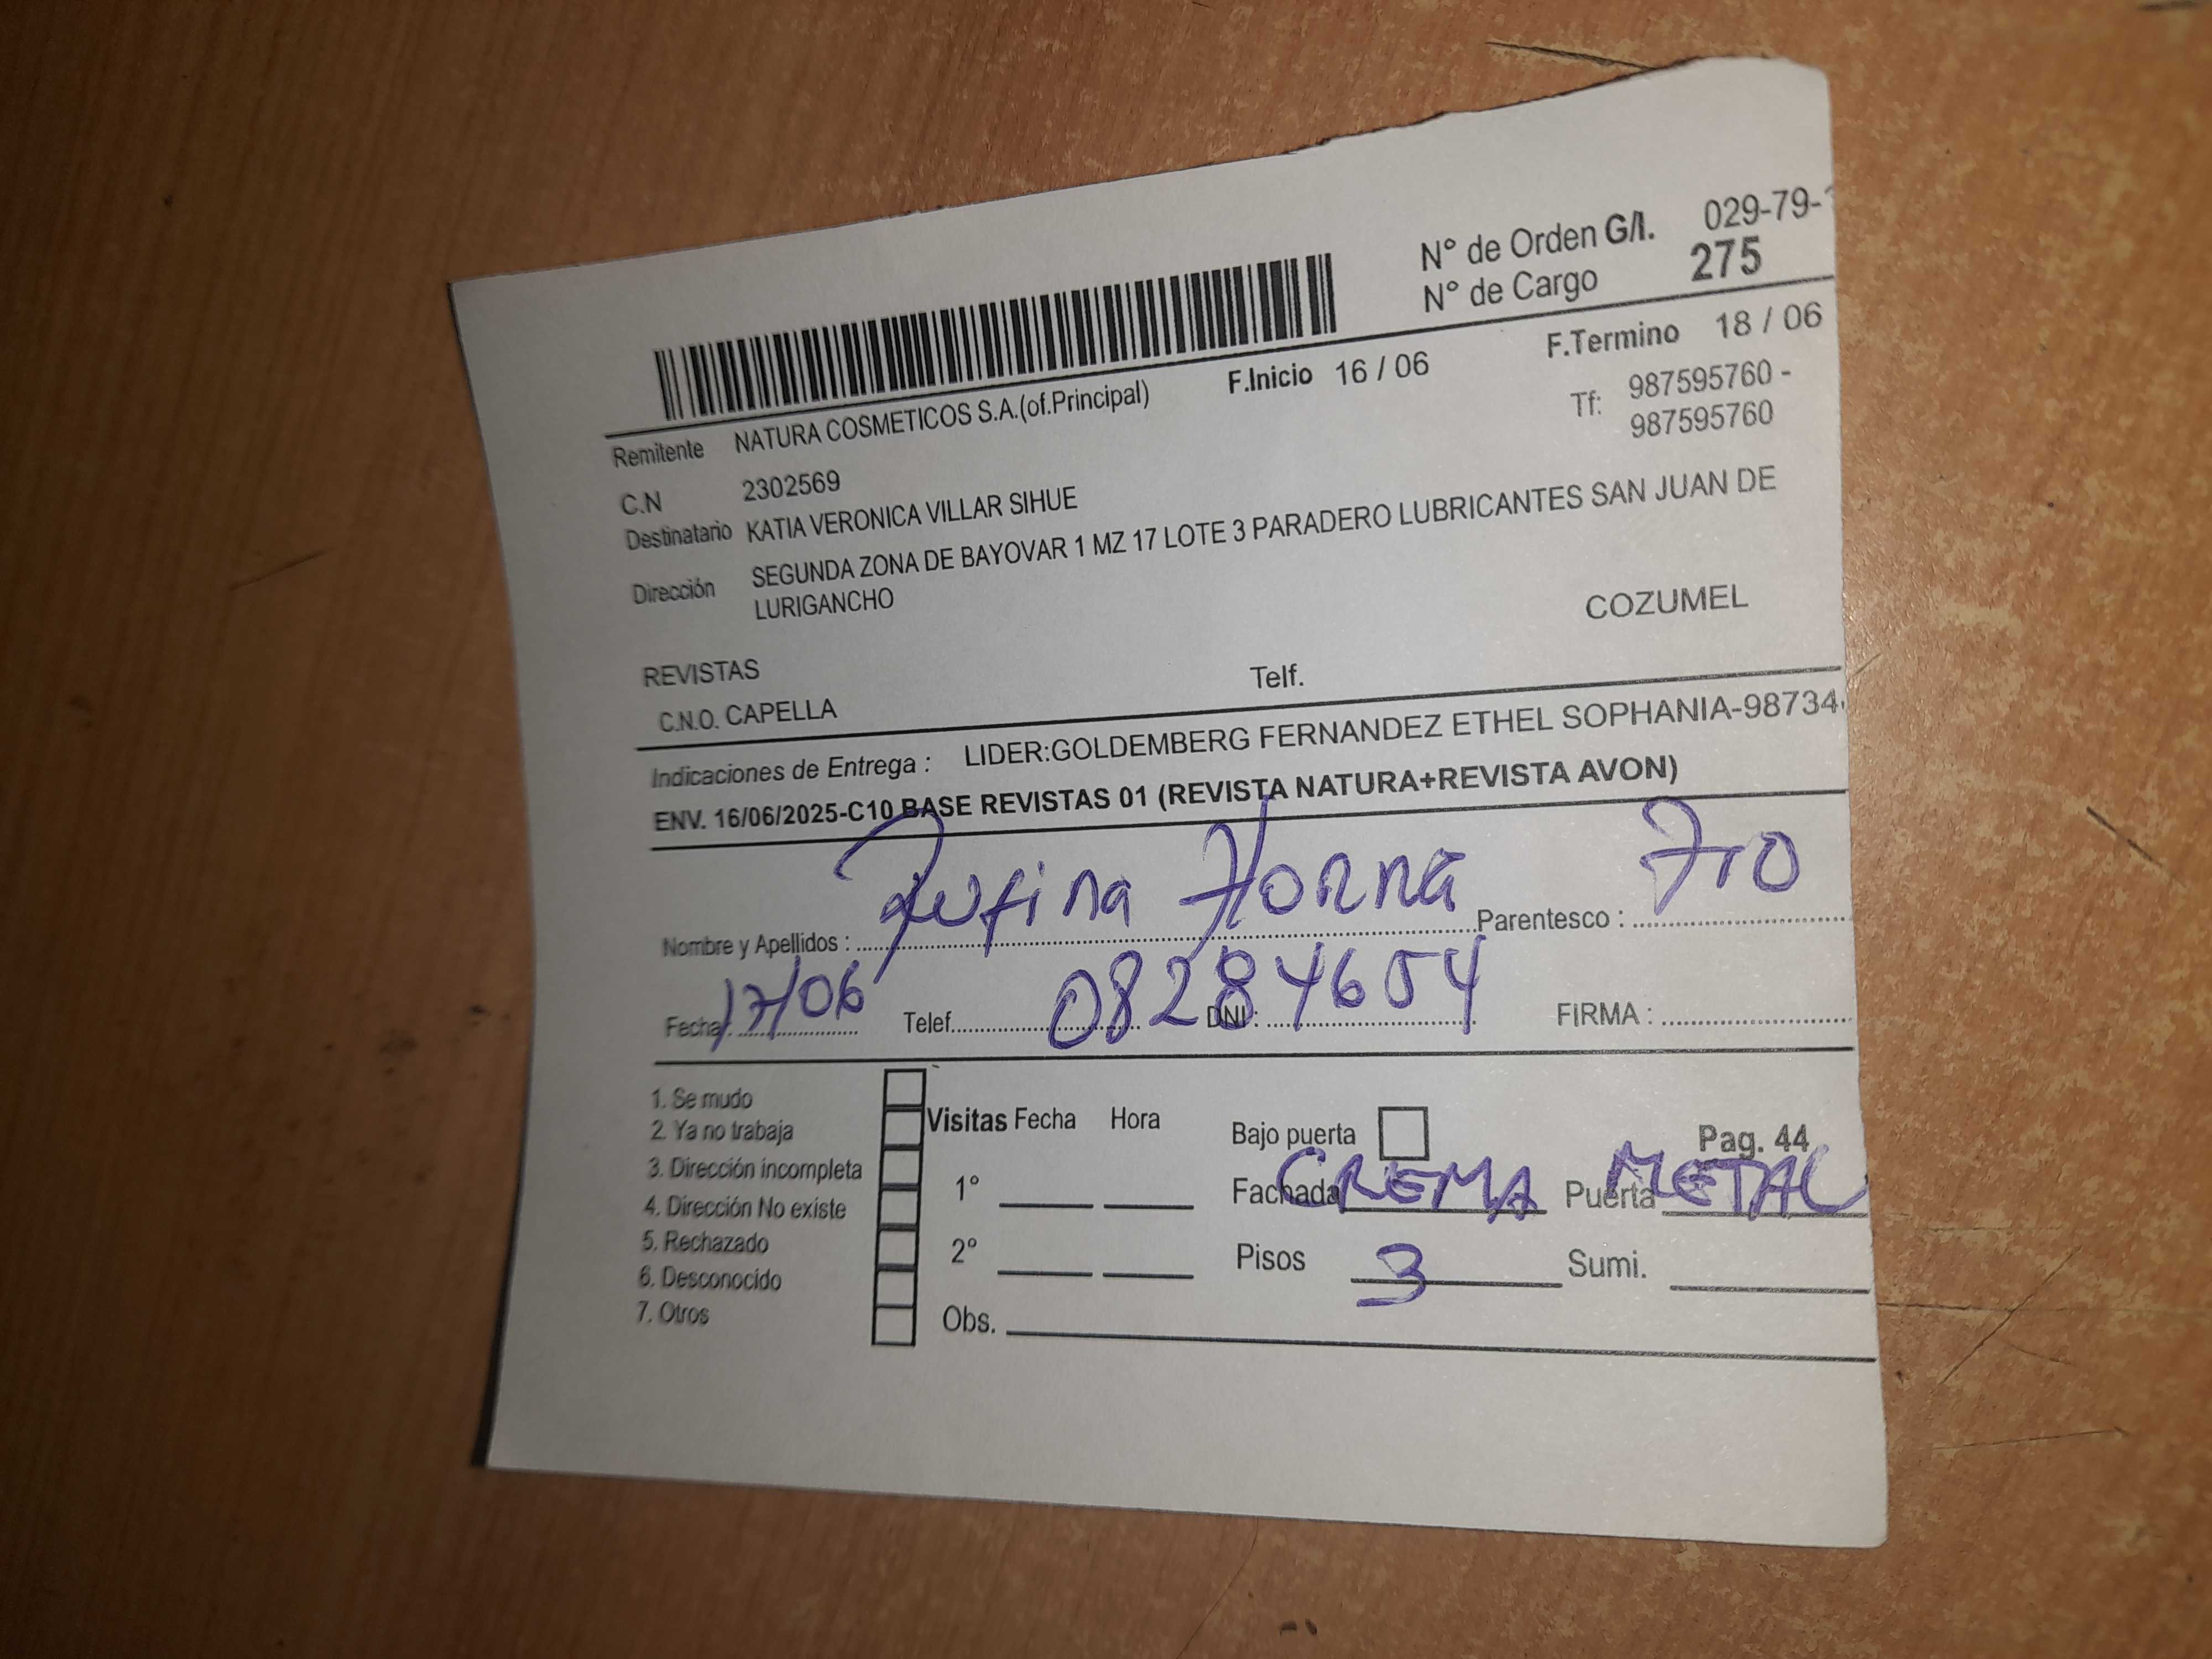 N° de Orden G/I. 029-79-
N° de Cargo 275
F.Inicio 16 / 06 F.Termino 18 / 06
Remitente NATURA COSMETICOS S.A.(of.Principal) Tf: 987595760 -
987595760
C.N 2302569
Destinatario KATIA VERONICA VILLAR SIHUE
Dirección SEGUNDA ZONA DE BAYOVAR 1 MZ 17 LOTE 3 PARADERO LUBRICANTES SAN JUAN DE
LURIGANCHO
COZUMEL
REVISTAS Telf.
C.N.O. CAPELLA
Indicaciones de Entrega : LIDER:GOLDEMBERG FERNANDEZ ETHEL SOPHANIA-98734
ENV. 16/06/2025-C10 BASE REVISTAS 01 (REVISTA NATURA+REVISTA AVON)
Nombre y Apellidos : Rufina Horna Parentesco :
Fecha: 17/06 Telef. DNI : 08284654 FIRMA :
1. Se mudo
2. Ya no trabaja
3. Dirección incompleta
4. Dirección No existe
5. Rechazado
6. Desconocido
7. Otros
Visitas Fecha Hora
1°
2°
Obs.
Bajo puerta Pag. 44
Fachada CREMA Puerta METAL
Pisos 3 Sumi.